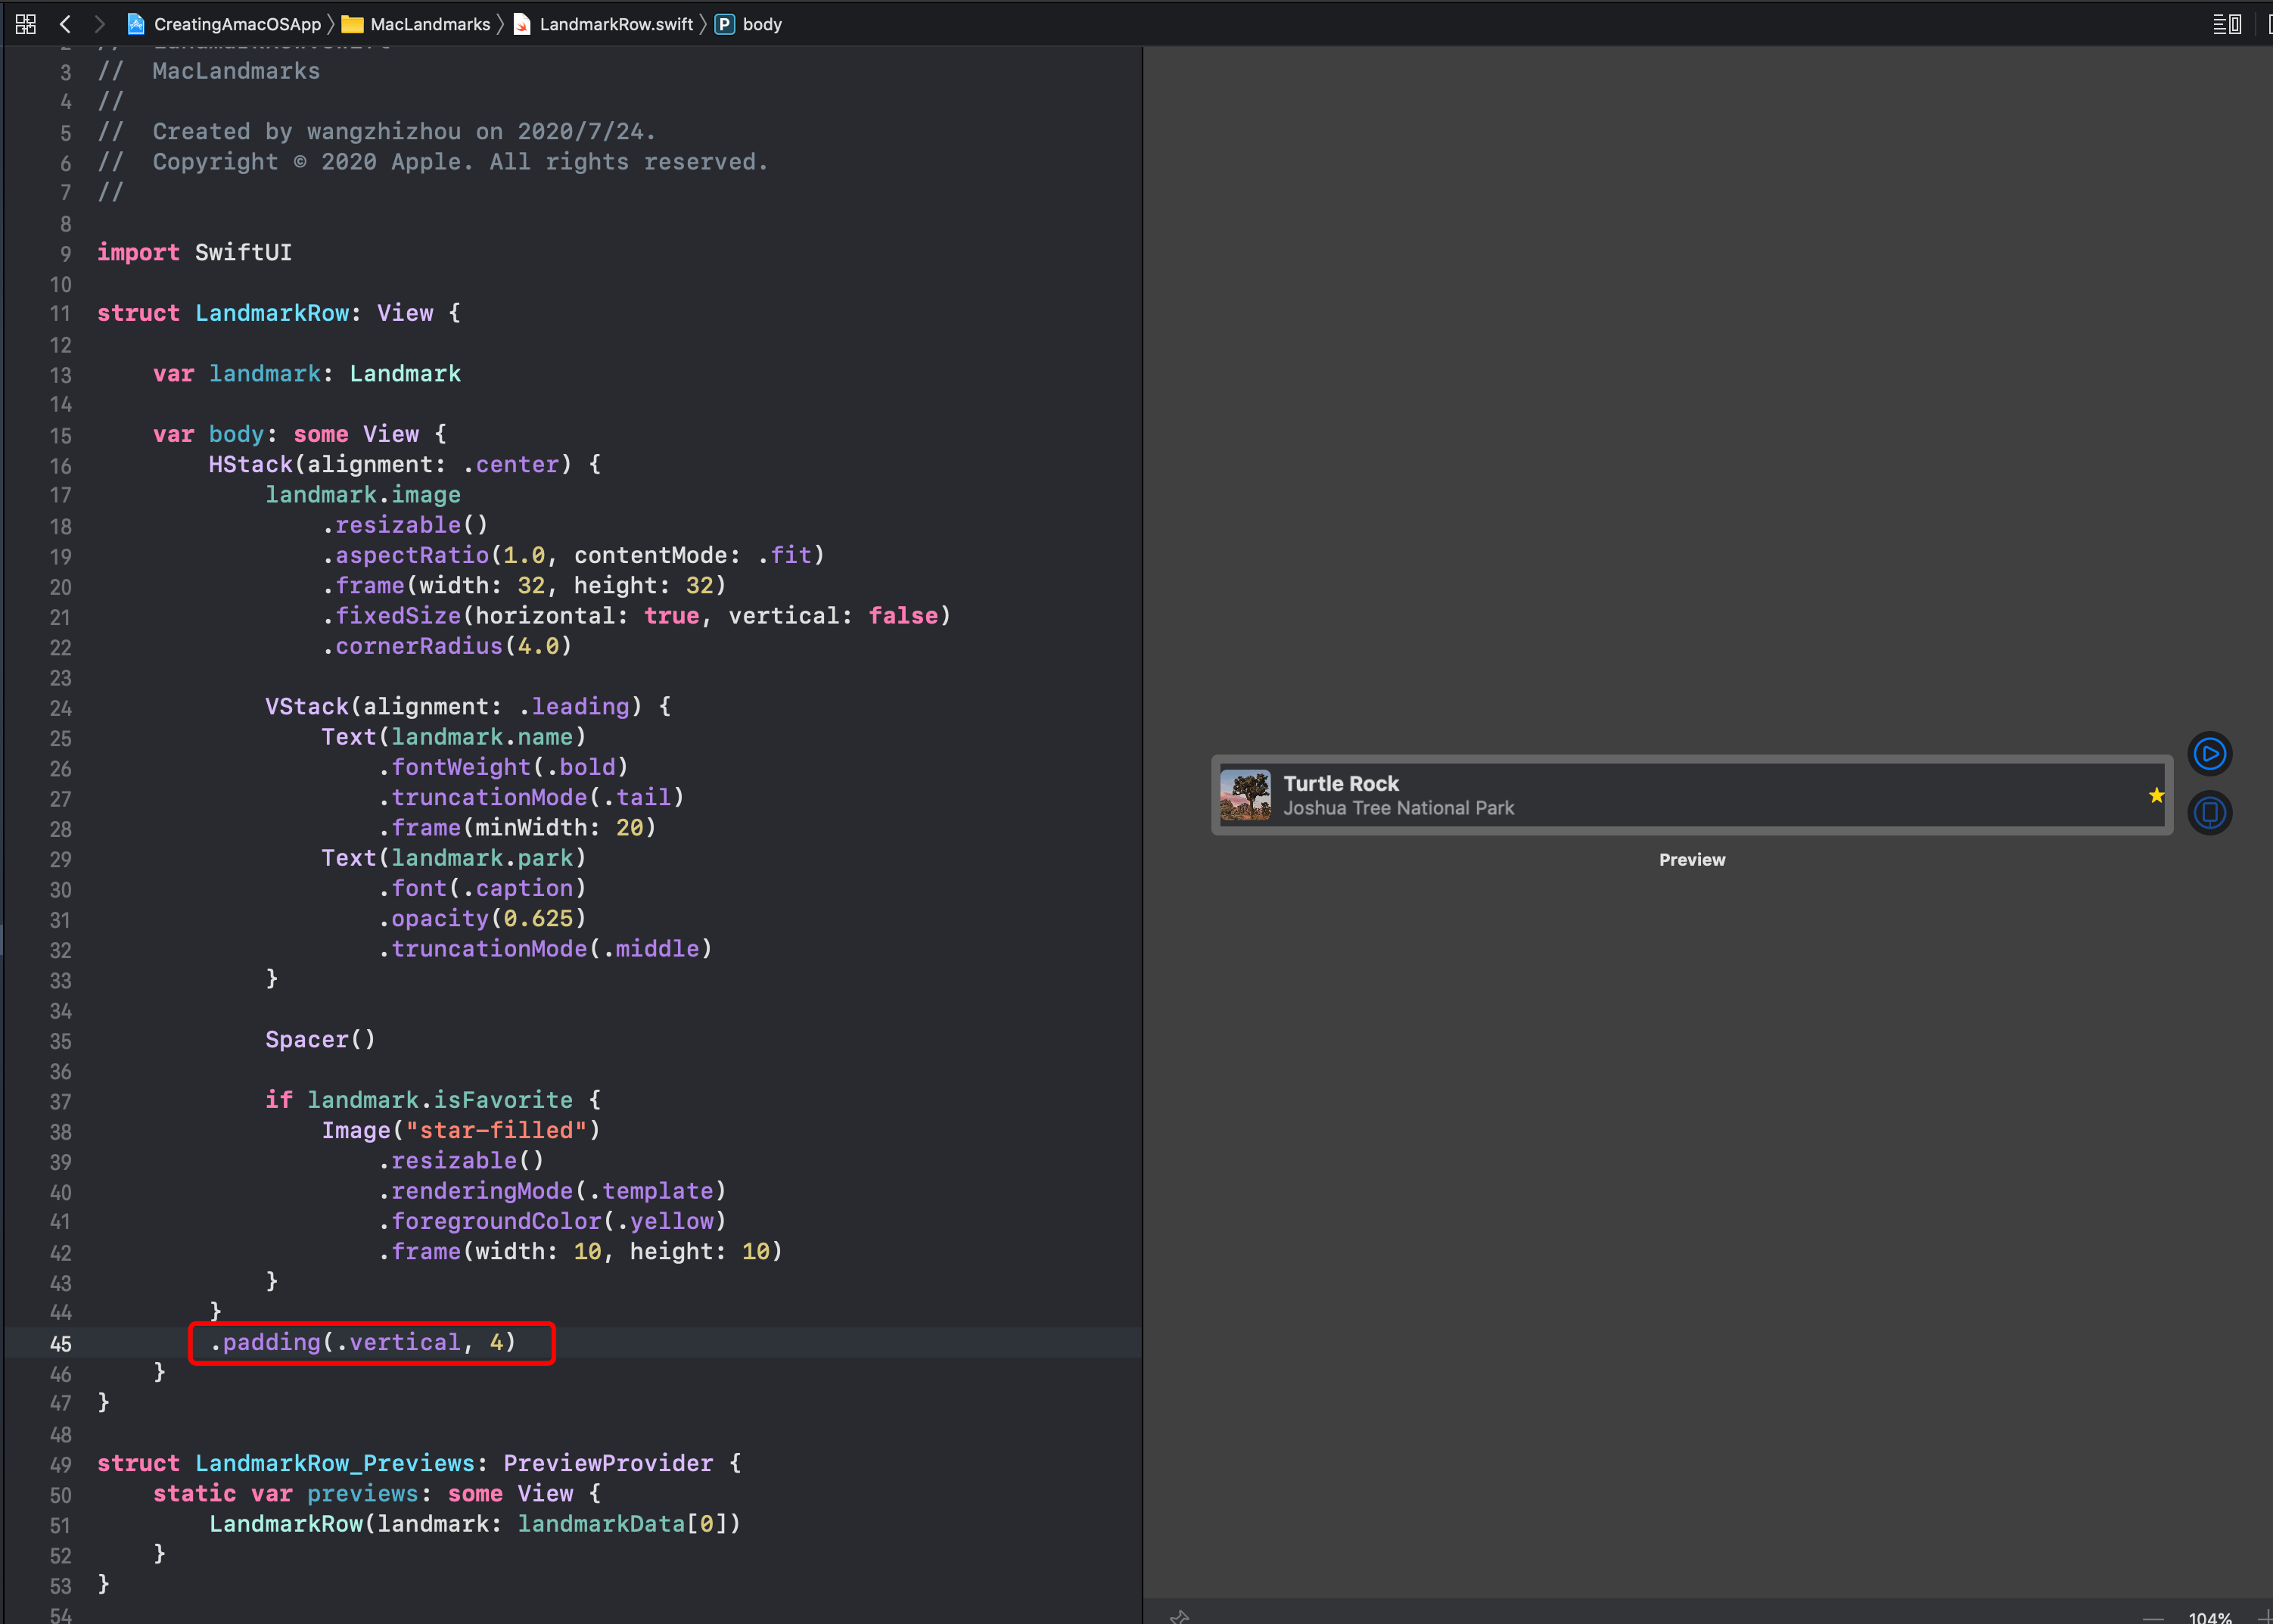 CreatingAmacOSApp MacLandmarks LandmarkRow.swift P body
3 //  MacLandmarks
4 //
5 //  Created by wangzhizhou on 2020/7/24.
6 //  Copyright © 2020 Apple. All rights reserved.
7 //
8
9 import SwiftUI
10
11 struct LandmarkRow: View {
12
13     var landmark: Landmark
14
15     var body: some View {
16         HStack(alignment: .center) {
17             landmark.image
18                 .resizable()
19                 .aspectRatio(1.0, contentMode: .fit)
20                 .frame(width: 32, height: 32)
21                 .fixedSize(horizontal: true, vertical: false)
22                 .cornerRadius(4.0)
23
24             VStack(alignment: .leading) {
25                 Text(landmark.name)
26                     .fontWeight(.bold)
27                     .truncationMode(.tail)
28                     .frame(minWidth: 20)
29                 Text(landmark.park)
30                     .font(.caption)
31                     .opacity(0.625)
32                     .truncationMode(.middle)
33             }
34
35             Spacer()
36
37             if landmark.isFavorite {
38                 Image("star-filled")
39                     .resizable()
40                     .renderingMode(.template)
41                     .foregroundColor(.yellow)
42                     .frame(width: 10, height: 10)
43             }
44         }
45         .padding(.vertical, 4)
46     }
47 }
48
49 struct LandmarkRow_Previews: PreviewProvider {
50     static var previews: some View {
51         LandmarkRow(landmark: landmarkData[0])
52     }
53 }
54
Turtle Rock
Joshua Tree National Park
Preview
104%